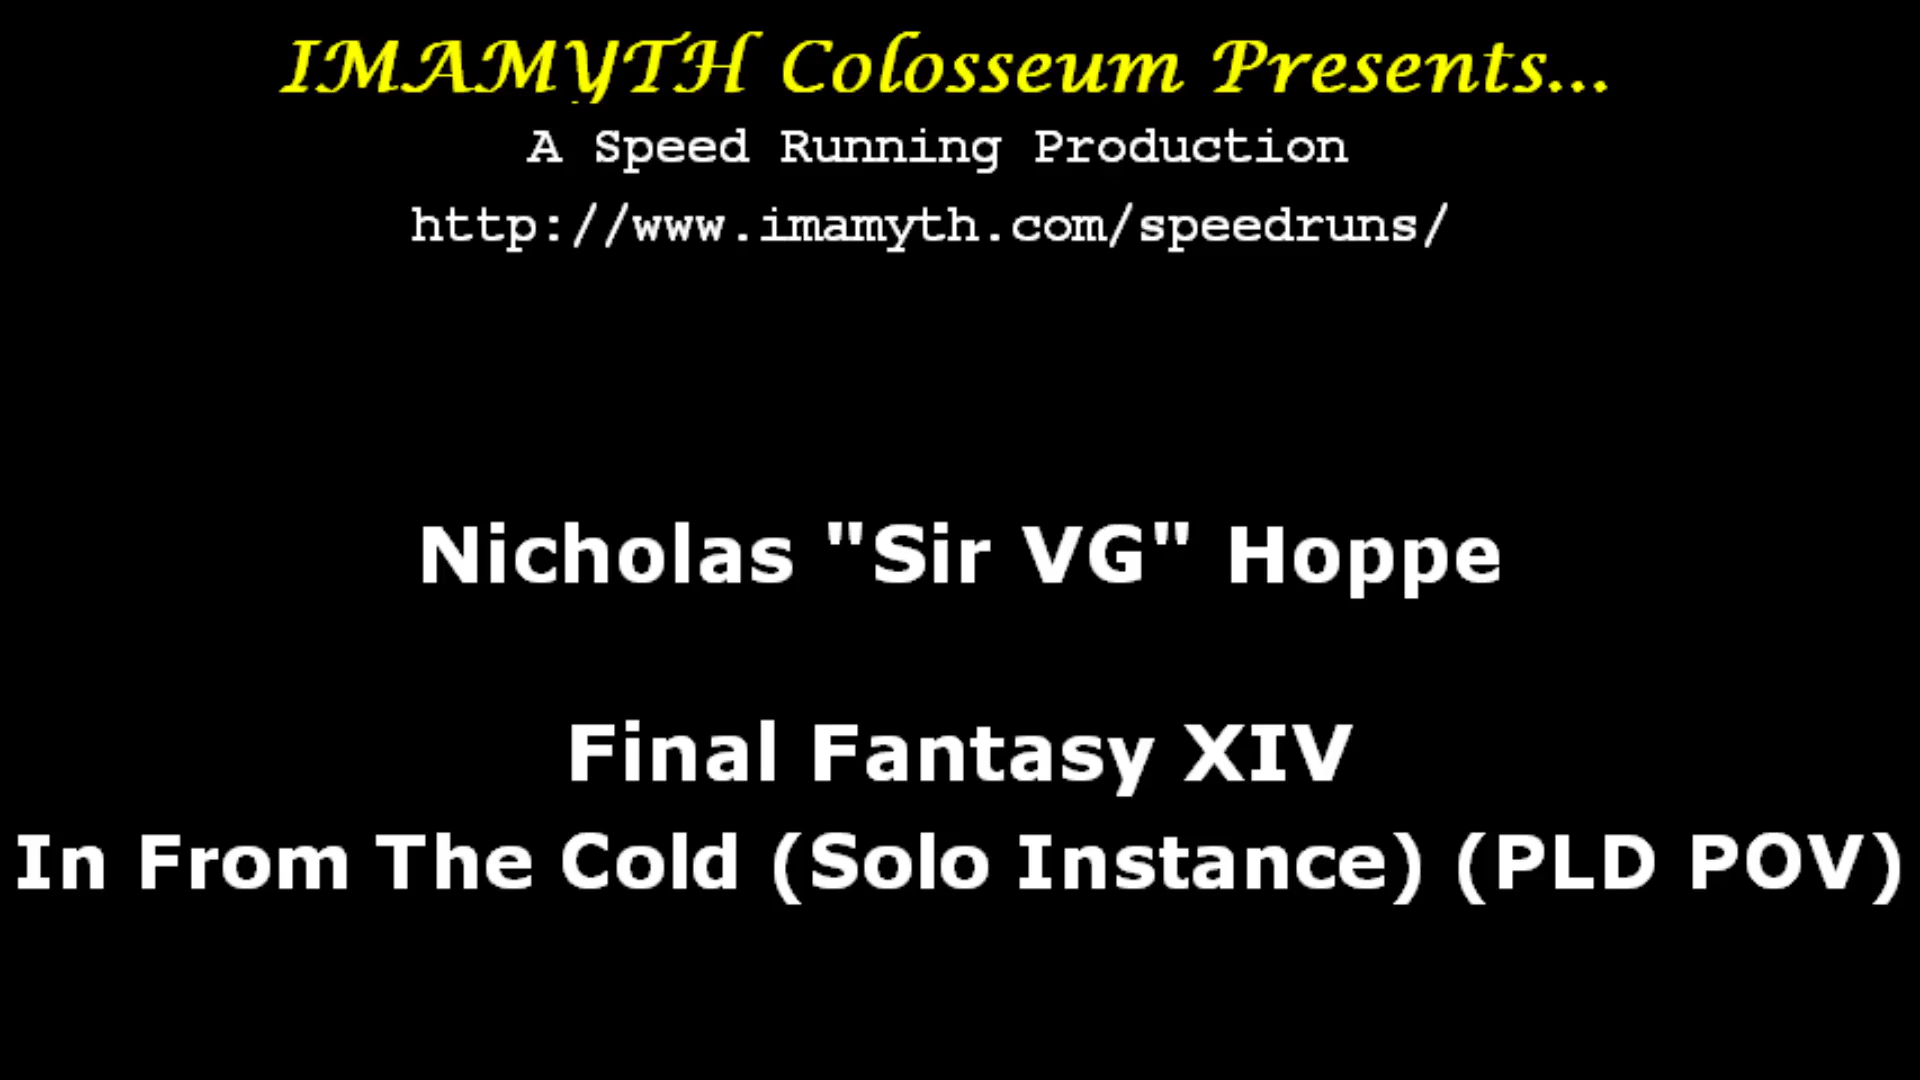 IMAMYTH Colosseum Presents...
A Speed Running Production
http://www.imamyth.com/speedruns/
Nicholas "Sir VG" Hoppe
Final Fantasy XIV
In From The Cold (Solo Instance) (PLD POV)